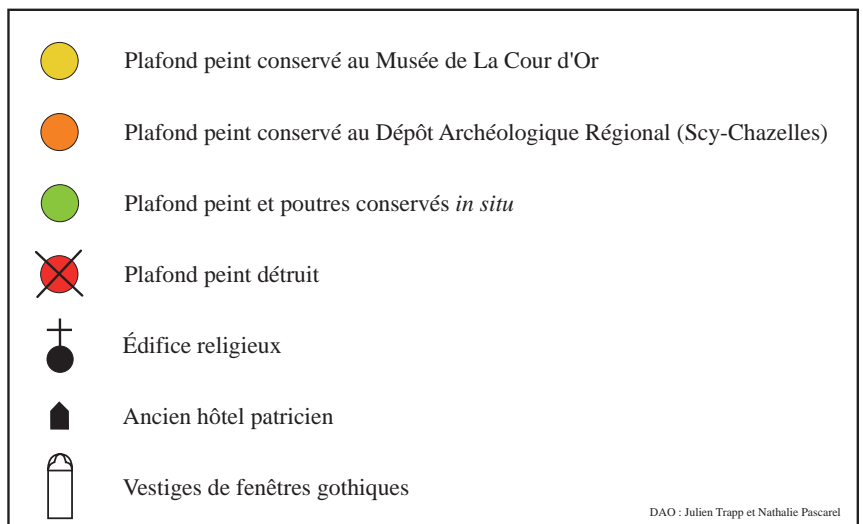 Plafond peint conservé au Musée de La Cour d'Or
Plafond peint conservé au Dépôt Archéologique Régional (Scy-Chazelles)
Plafond peint et poutres conservés in situ
Plafond peint détruit
Édifice religieux
Ancien hôtel patricien
Vestiges de fenêtres gothiques
DAO : Julien Trapp et Nathalie Pascarel